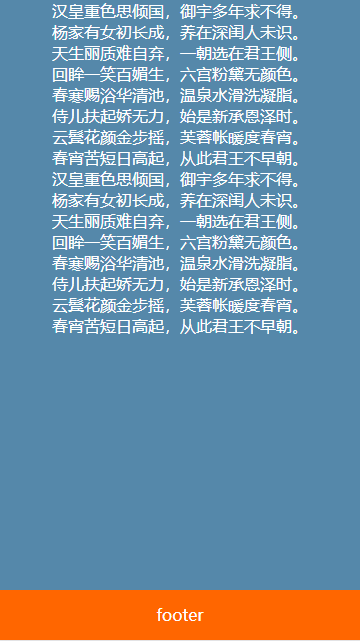 汉皇重色思倾国，御宇多年求不得。
杨家有女初长成，养在深闺人未识。
天生丽质难自弃，一朝选在君王侧。
回眸一笑百媚生，六宫粉黛无颜色。
春寒赐浴华清池，温泉水滑洗凝脂。
侍儿扶起娇无力，始是新承恩泽时。
云鬓花颜金步摇，芙蓉帐暖度春宵。
春宵苦短日高起，从此君王不早朝。
汉皇重色思倾国，御宇多年求不得。
杨家有女初长成，养在深闺人未识。
天生丽质难自弃，一朝选在君王侧。
回眸一笑百媚生，六宫粉黛无颜色。
春寒赐浴华清池，温泉水滑洗凝脂。
侍儿扶起娇无力，始是新承恩泽时。
云鬓花颜金步摇，芙蓉帐暖度春宵。
春宵苦短日高起，从此君王不早朝。
footer